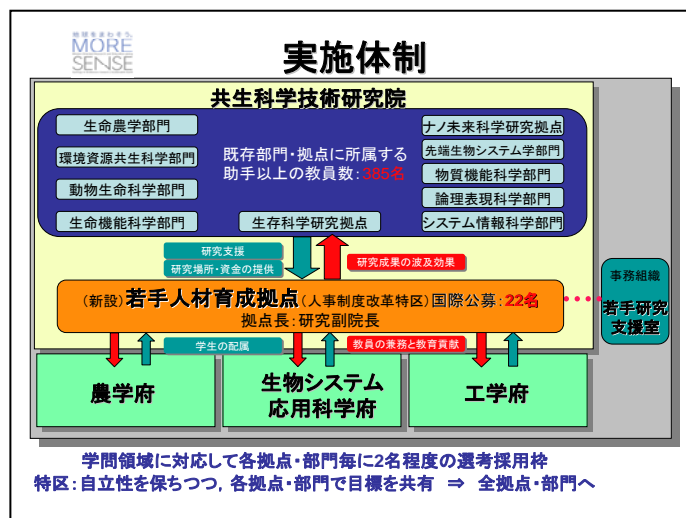 地球をまわそう。
MORE
SENSE
実施体制
共生科学技術研究院
生命農学部門
環境資源共生科学部門
動物生命科学部門
生命機能科学部門
既存部門・拠点に所属する
助手以上の教員数:385名
生存科学研究拠点
ナノ未来科学研究拠点
先端生物システム学部門
物質機能科学部門
論理表現科学部門
システム情報科学部門
研究支援
研究場所・資金の提供
研究成果の波及効果
(新設)若手人材育成拠点(人事制度改革特区)国際公募:22名
拠点長:研究副院長
事務組織
若手研究
支援室
学生の配属
教員の兼務と教育貢献
農学府
生物システム
応用科学府
工学府
学問領域に対応して各拠点・部門毎に2名程度の選考採用枠
特区:自立性を保ちつつ,各拠点・部門で目標を共有 ⇒ 全拠点・部門へ